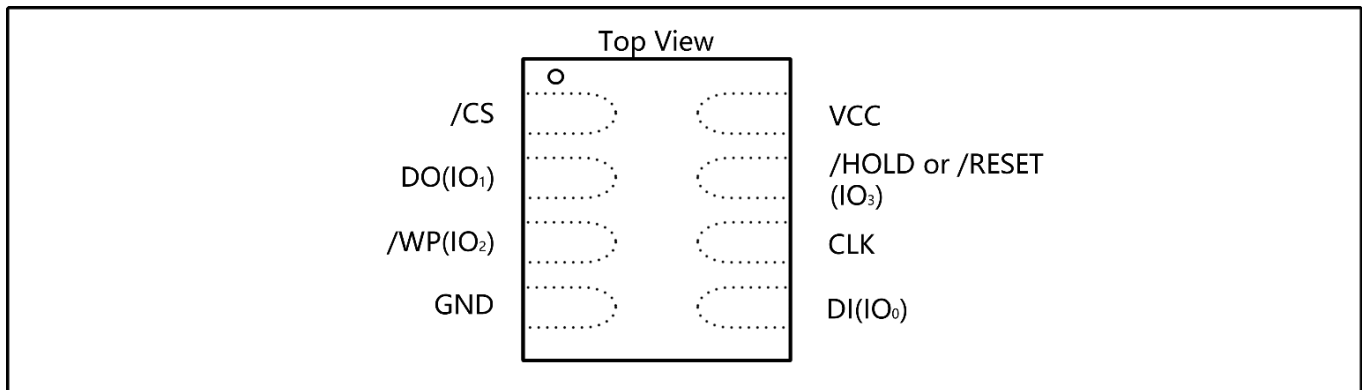 Top View
/CS
VCC
DO(IO₁)
/HOLD or /RESET
(IO₃)
/WP(IO₂)
CLK
GND
DI(IO₀)